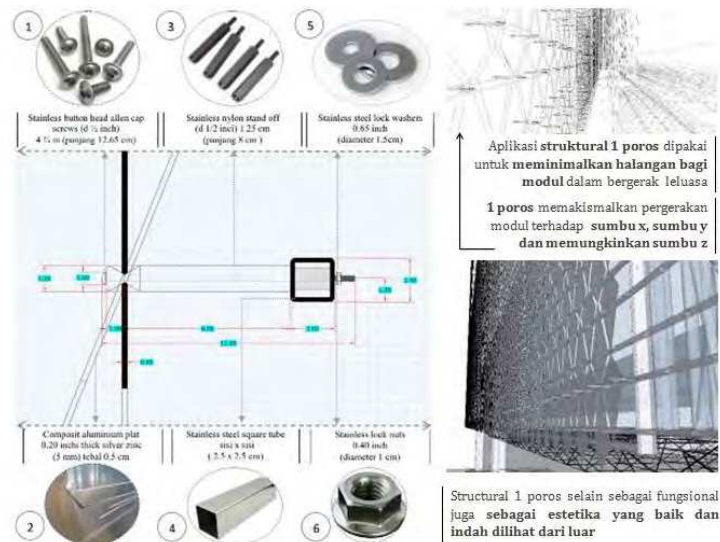 1
3
5
Stainless button head allen cap
screws (d ½ inch)
4 ¾ m (panjang 12.65 cm)
Stainless nylon stand off
(d 1/2 inci) 1.25 cm
(panjang 8 cm )
Stainless steel lock washers
0.65 inch
(diameter 1.5cm)
Composit aluminium plat
0.20 inchi thick silver zinc
(5 mm) tebal 0.5 cm
Stainless steel square tube
sisi x sisi
( 2.5 x 2.5 cm)
Stainless lock nuts
0.40 inch
(diameter 1 cm)
2
4
6
Aplikasi struktural 1 poros dipakai
untuk meminimalkan halangan bagi
modul dalam bergerak leluasa
1 poros memakismalkan pergerakan
modul terhadap sumbu x, sumbu y
dan memungkinkan sumbu z
Structural 1 poros selain sebagai fungsional
juga sebagai estetika yang baik dan
indah dilihat dari luar